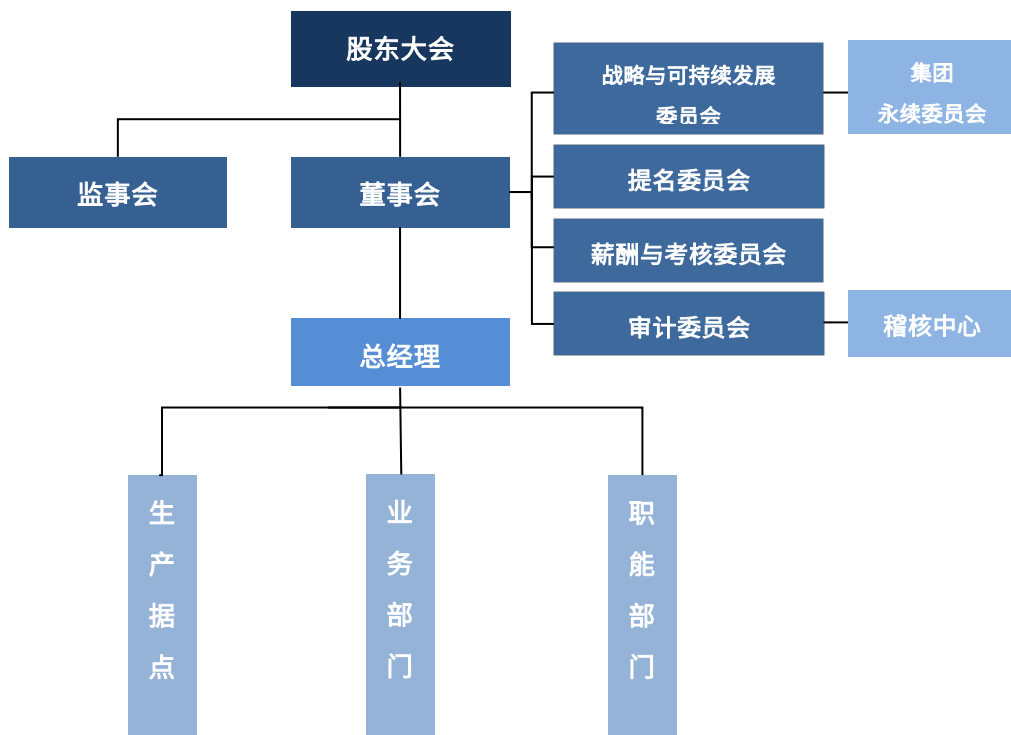 股东大会
战略与可持续发展
委员会
集团
永续委员会
监事会
董事会
提名委员会
薪酬与考核委员会
审计委员会
稽核中心
总经理
生产据点
业务部门
职能部门